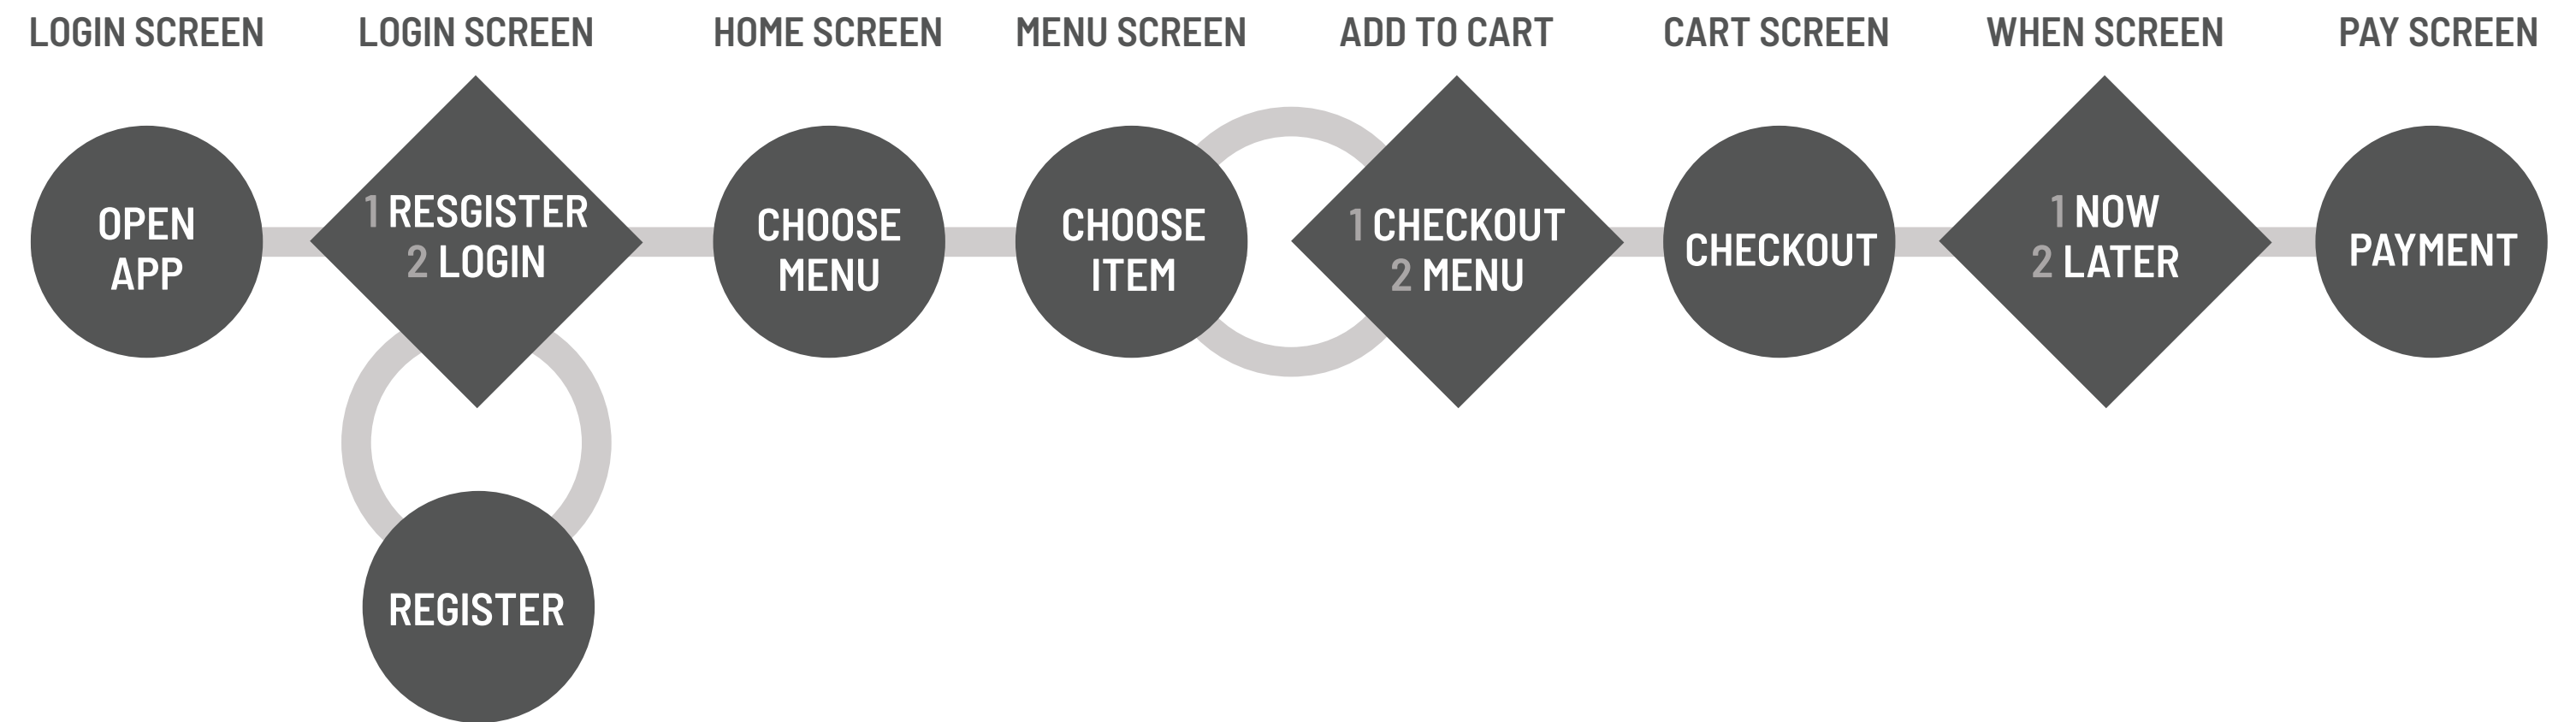 LOGIN SCREEN
LOGIN SCREEN
HOME SCREEN
MENU SCREEN
ADD TO CART
CART SCREEN
WHEN SCREEN
PAY SCREEN
OPEN
APP
1 RESGISTER
2 LOGIN
CHOOSE
MENU
CHOOSE
ITEM
1 CHECKOUT
2 MENU
CHECKOUT
1 NOW
2 LATER
PAYMENT
REGISTER